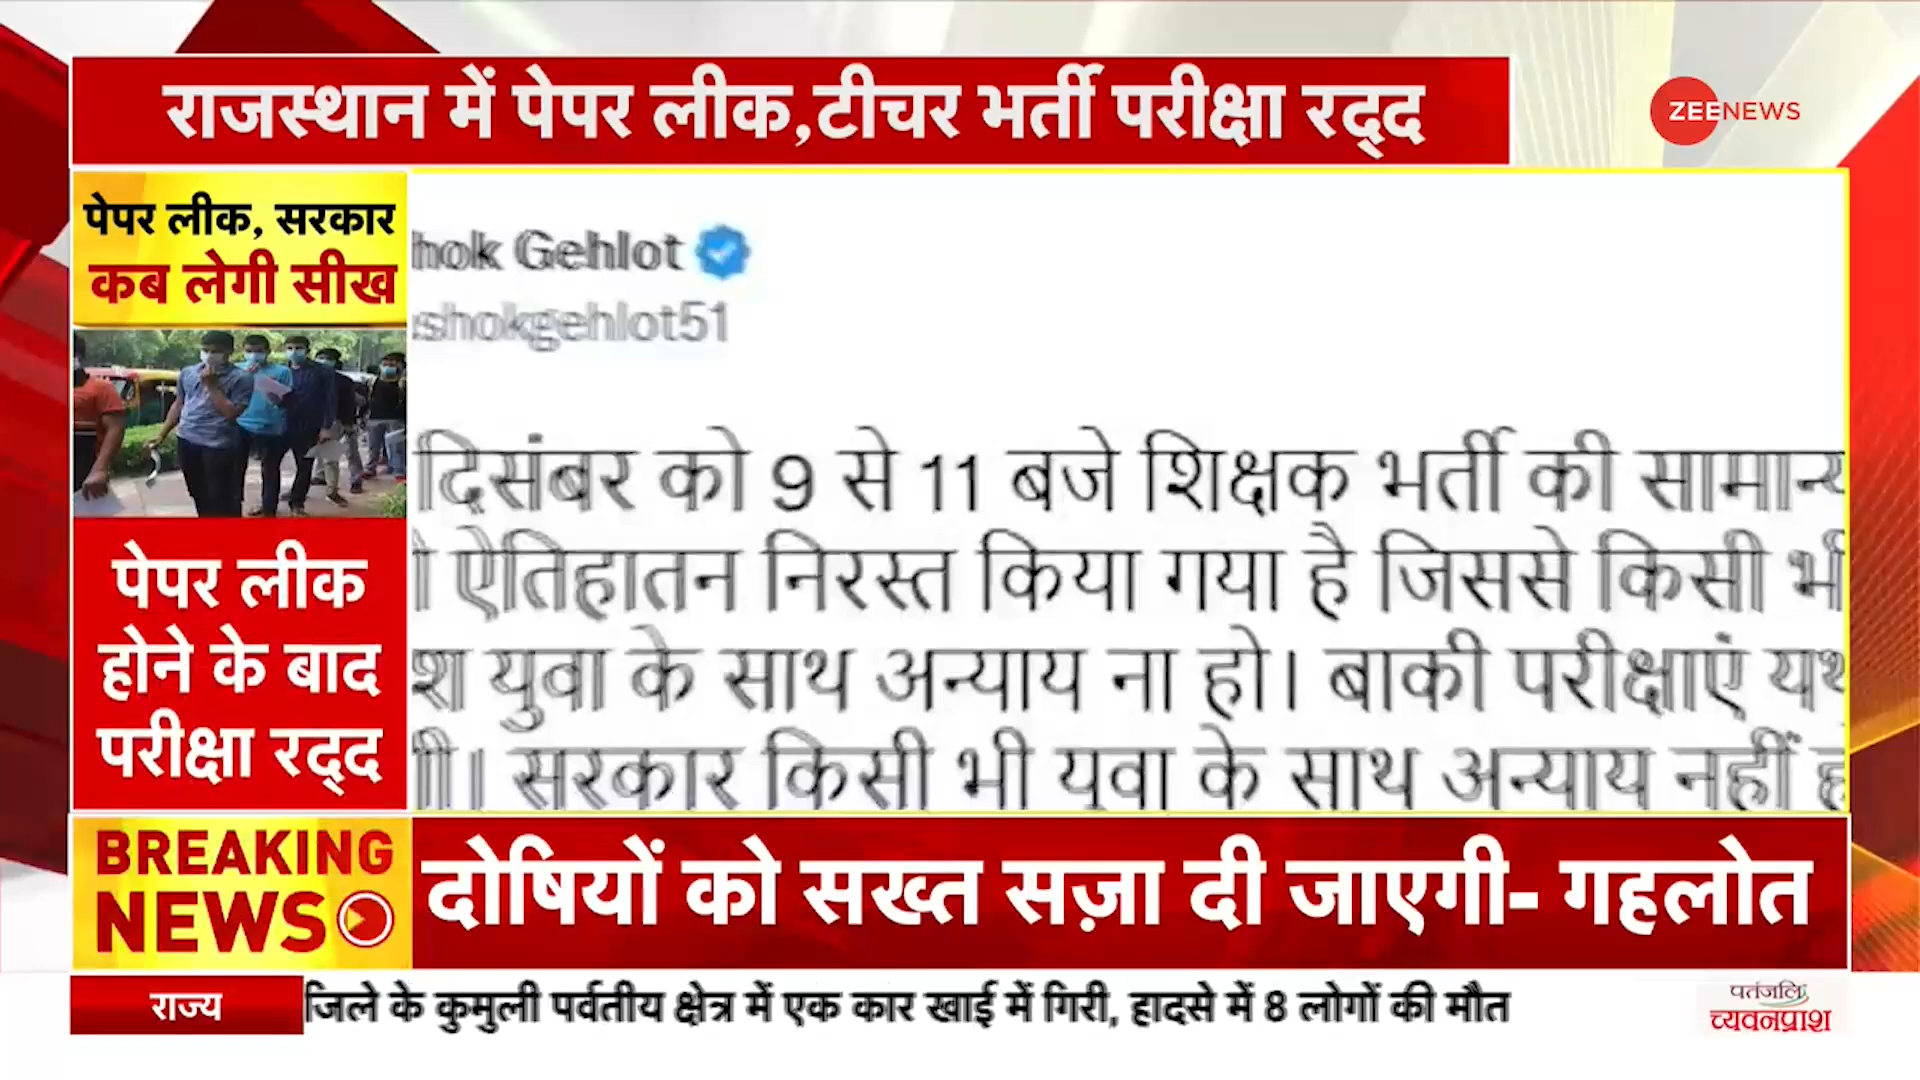 राजस्थान में पेपर लीक,टीचर भर्ती परीक्षा रद्द
ZEENEWS
पेपर लीक, सरकार
कब लेगी सीख
hok Gehlot
shokgehlot51
दिसंबर को 9 से 11 बजे शिक्षक भर्ती की सामान्य
ऐतिहातन निरस्त किया गया है जिससे किसी भी
युवा के साथ अन्याय ना हो। बाकी परीक्षाएं
सरकार किसी भी युवा के साथ अन्याय नहीं
पेपर लीक
होने के बाद
परीक्षा रद्द
BREAKING
NEWS
दोषियों को सख्त सज़ा दी जाएगी- गहलोत
राज्य
जिले के कुमुली पर्वतीय क्षेत्र में एक कार खाई में गिरी, हादसे में 8 लोगों की मौत
पतंजलि
च्यवनप्राश